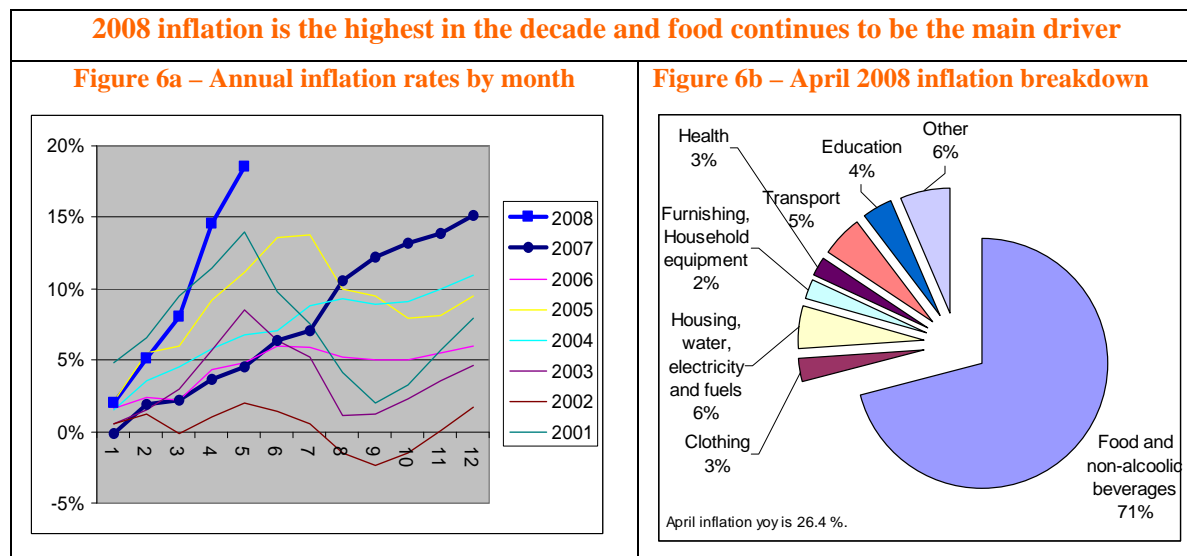 2008 inflation is the highest in the decade and food continues to be the main driver
Figure 6a – Annual inflation rates by month
20%
15%
10%
5%
0%
-5%
1
2
3
4
5
6
7
8
9
10
11
12
2008
2007
2006
2005
2004
2003
2002
2001
Figure 6b – April 2008 inflation breakdown
Health
3%
Education
4%
Other
6%
Transport
5%
Furnishing,
Household
equipment
2%
Housing,
water,
electricity
and fuels
6%
Clothing
3%
Food and
non-alcoolic
beverages
71%
April inflation yoy is 26.4 %.